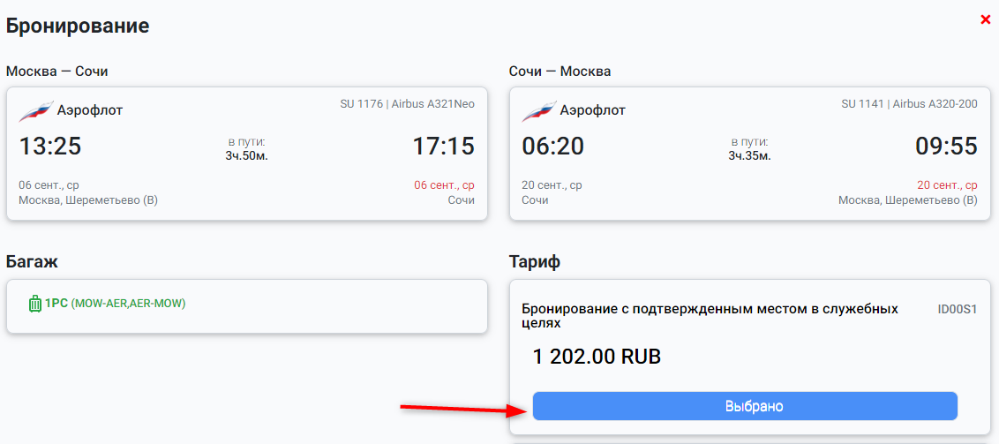 Бронирование
Москва — Сочи
Аэрофлот
SU 1176 | Airbus A321Neo
13:25
в пути:
3ч.50м.
17:15
06 сент., ср
06 сент., ср
Москва, Шереметьево (B)
Сочи
Сочи — Москва
Аэрофлот
SU 1141 | Airbus A320-200
06:20
в пути:
3ч.35м.
09:55
20 сент., ср
20 сент., ср
Сочи
Москва, Шереметьево (B)
Багаж
1PC (MOW-AER,AER-MOW)
Тариф
Бронирование с подтвержденным местом в служебных
целях
ID00S1
1 202.00 RUB
Выбрано